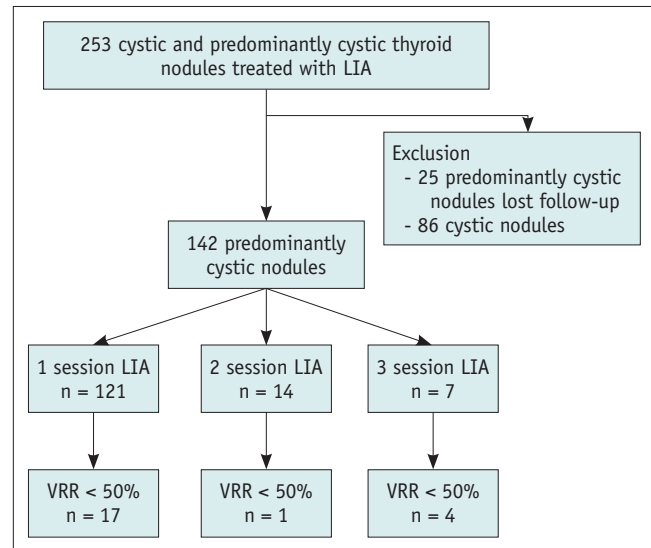 253 cystic and predominantly cystic thyroid
nodules treated with LIA
Exclusion
- 25 predominantly cystic
nodules lost follow-up
- 86 cystic nodules
142 predominantly
cystic nodules
1 session LIA
n = 121
2 session LIA
n = 14
3 session LIA
n = 7
VRR < 50%
n = 17
VRR < 50%
n = 1
VRR < 50%
n = 4